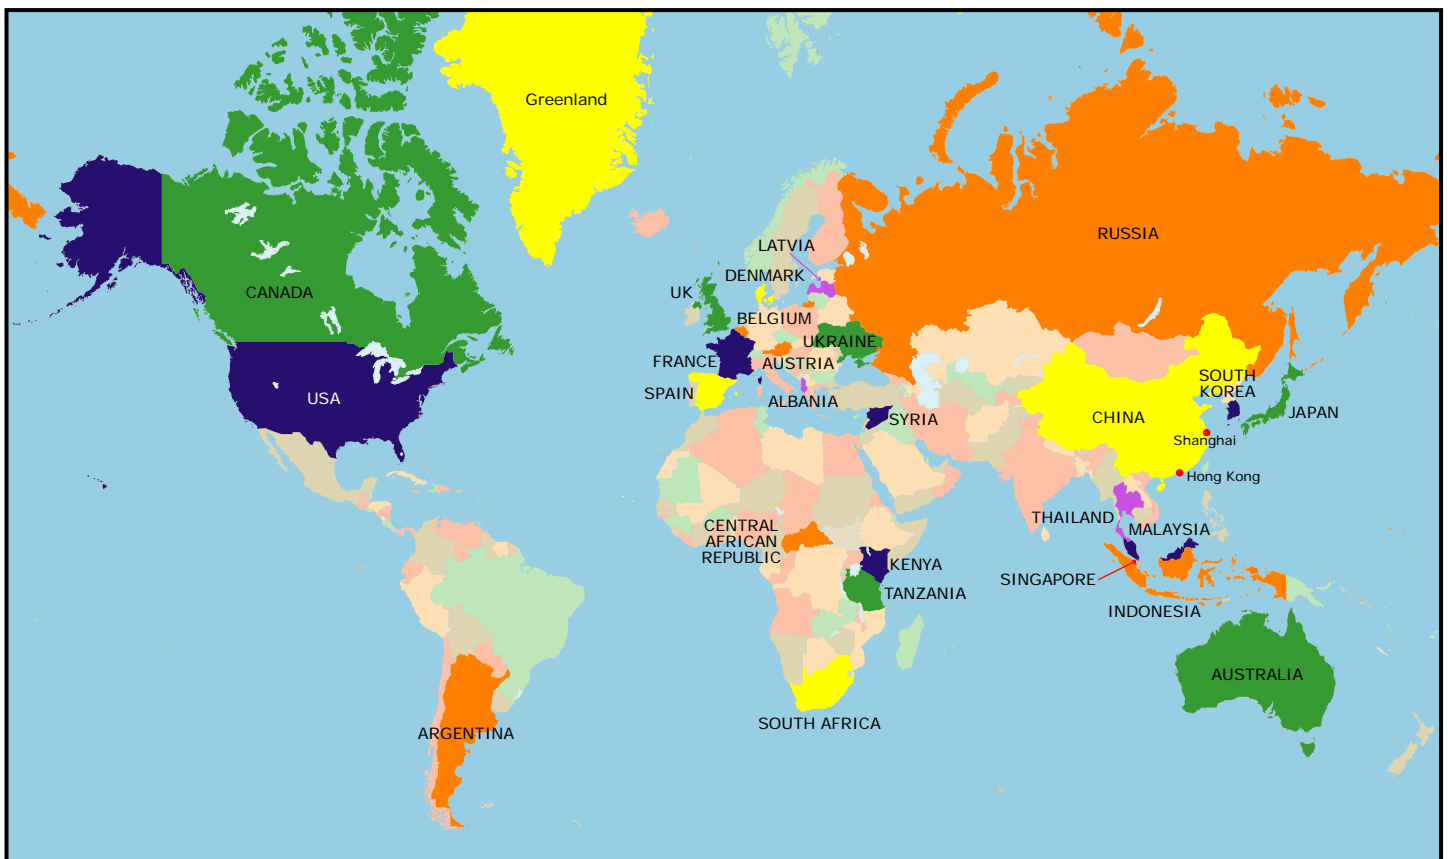 Greenland
RUSSIA
LATVIA
DENMARK
UK
CANADA
BELGIUM
UKRAINE
FRANCE
AUSTRIA
SPAIN
ALBANIA
USA
SOUTH
KOREA
JAPAN
CHINA
SYRIA
Shanghai
Hong Kong
THAILAND
MALAYSIA
CENTRAL
AFRICAN
REPUBLIC
KENYA
SINGAPORE
TANZANIA
INDONESIA
AUSTRALIA
SOUTH AFRICA
ARGENTINA